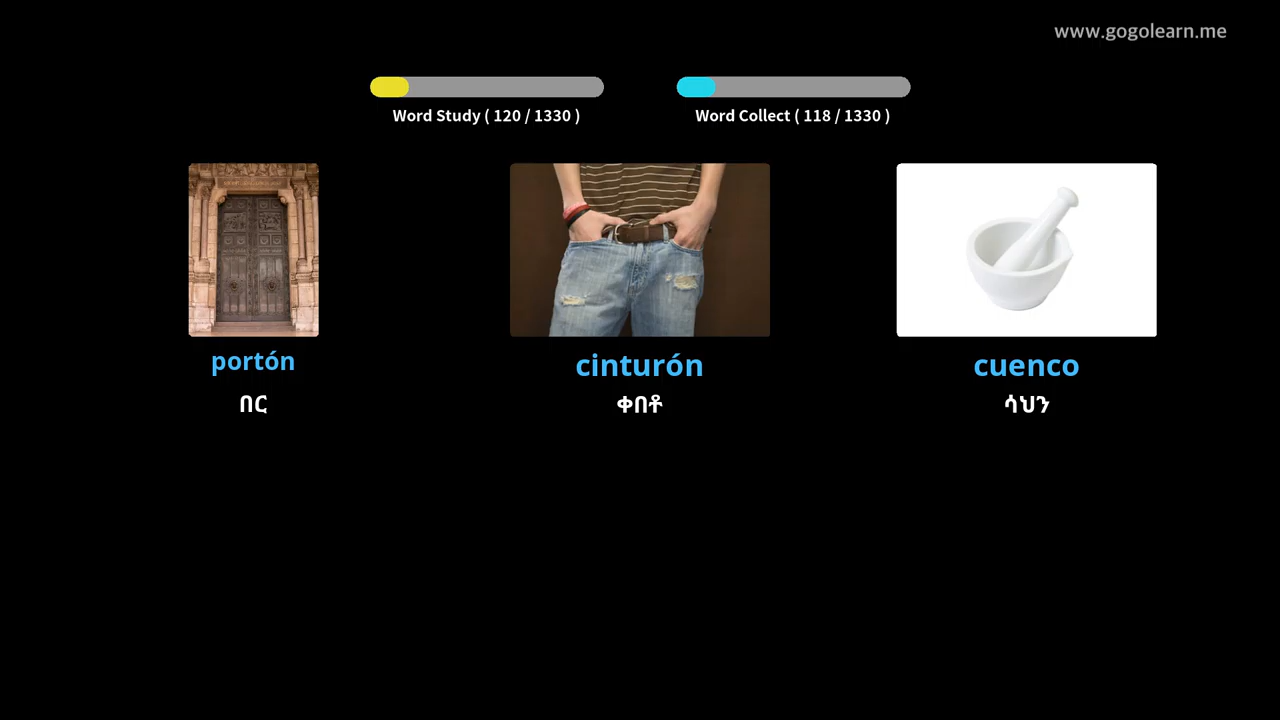 www.gogolearn.me
Word Study ( 120 / 1330 )
Word Collect ( 118 / 1330 )
portón
cinturón
cuenco
በር
ቀበቶ
ሳህን